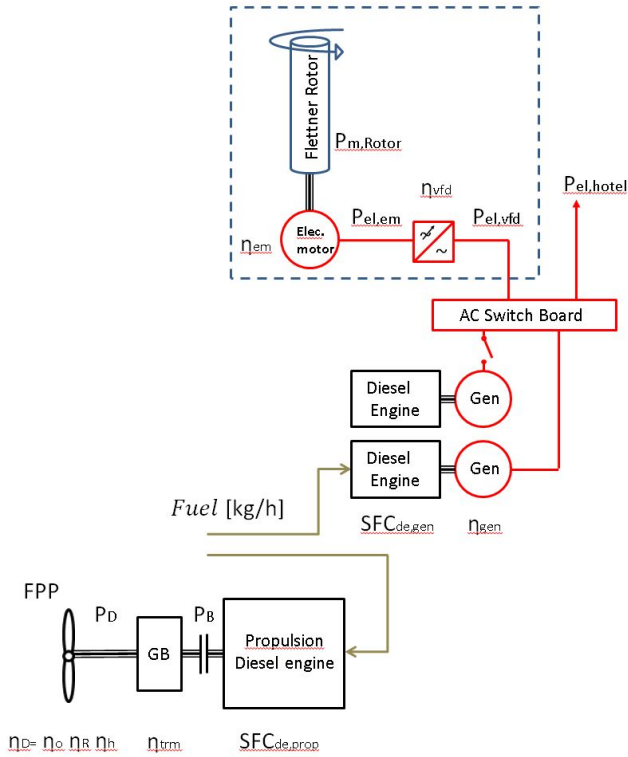 Flettner Rotor
Pm,Rotor
ηvfd
Pel,hotel
Pel,em
Pel,vfd
ηem
Elec.
motor
~
AC Switch Board
Diesel
Engine
Gen
Diesel
Engine
Gen
Fuel [kg/h]
SFCde,gen
ηgen
FPP
PD
PB
GB
Propulsion
Diesel engine
ηD= ηo ηR ηh
ηtrm
SFCde,prop